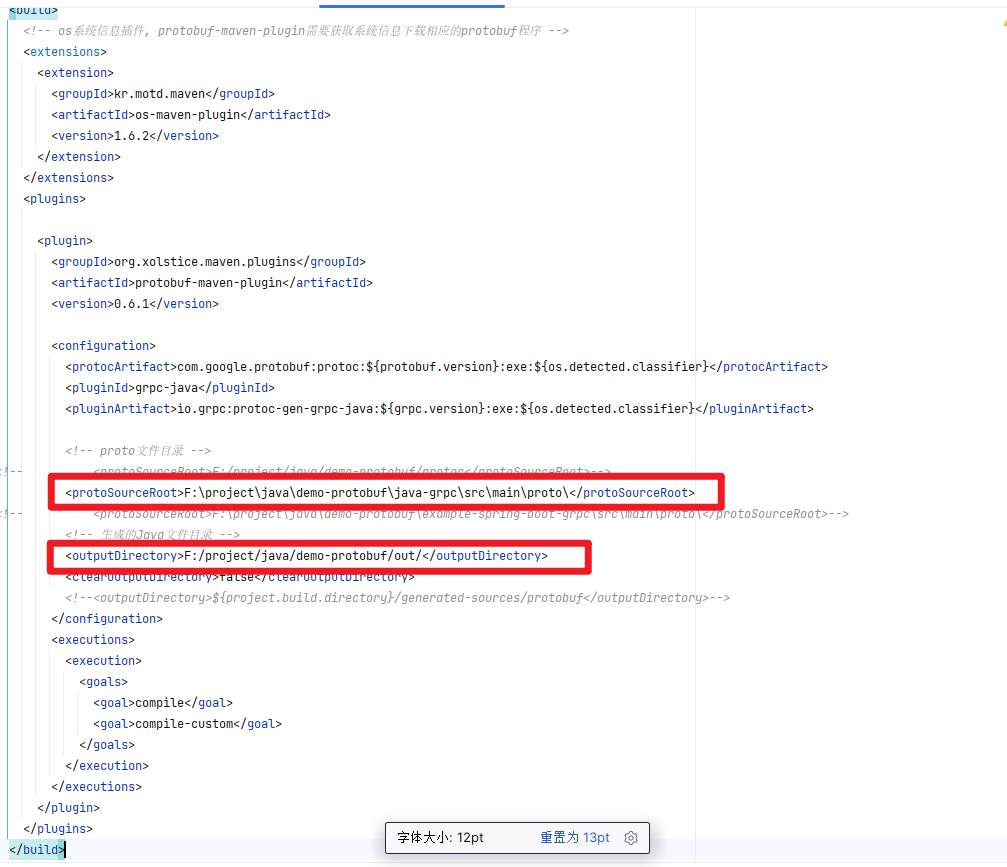 <build>
<!-- os系统信息插件, protobuf-maven-plugin需要获取系统信息下载相应的protobuf程序 -->
<extensions>
<extension>
<groupId>kr.motd.maven</groupId>
<artifactId>os-maven-plugin</artifactId>
<version>1.6.2</version>
</extension>
</extensions>
<plugins>
<plugin>
<groupId>org.xolstice.maven.plugins</groupId>
<artifactId>protobuf-maven-plugin</artifactId>
<version>0.6.1</version>
<configuration>
<protocArtifact>com.google.protobuf:protoc:${protobuf.version}:exe:${os.detected.classifier}</protocArtifact>
<pluginId>grpc-java</pluginId>
<pluginArtifact>io.grpc:protoc-gen-grpc-java:${grpc.version}:exe:${os.detected.classifier}</pluginArtifact>
<!-- proto文件目录 -->
<!-- <protoSourceRoot>F:/project/java/demo-protobuf/protoc</protoSourceRoot>-->
<protoSourceRoot>F:\project\java\demo-protobuf\java-grpc\src\main\proto\</protoSourceRoot>
<!-- <protoSourceRoot>F:\project\java\demo-protobuf\example-spring-boot-grpc\src\main\proto\</protoSourceRoot>-->
<!-- 生成的Java文件目录 -->
<outputDirectory>F:/project/java/demo-protobuf/out/</outputDirectory>
<clearOutputDirectory>false</clearOutputDirectory>
<!--<outputDirectory>${project.build.directory}/generated-sources/protobuf</outputDirectory>-->
</configuration>
<executions>
<execution>
<goals>
<goal>compile</goal>
<goal>compile-custom</goal>
</goals>
</execution>
</executions>
</plugin>
</plugins>
</build>
字体大小: 12pt 重置为 13pt